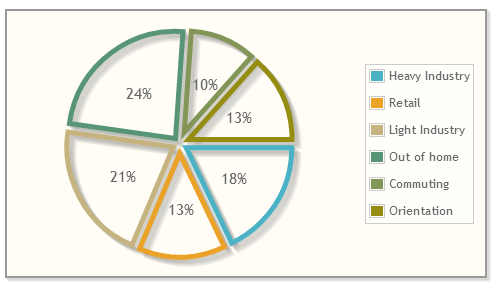 24%
10%
13%
21%
13%
18%
Heavy Industry
Retail
Light Industry
Out of home
Commuting
Orientation